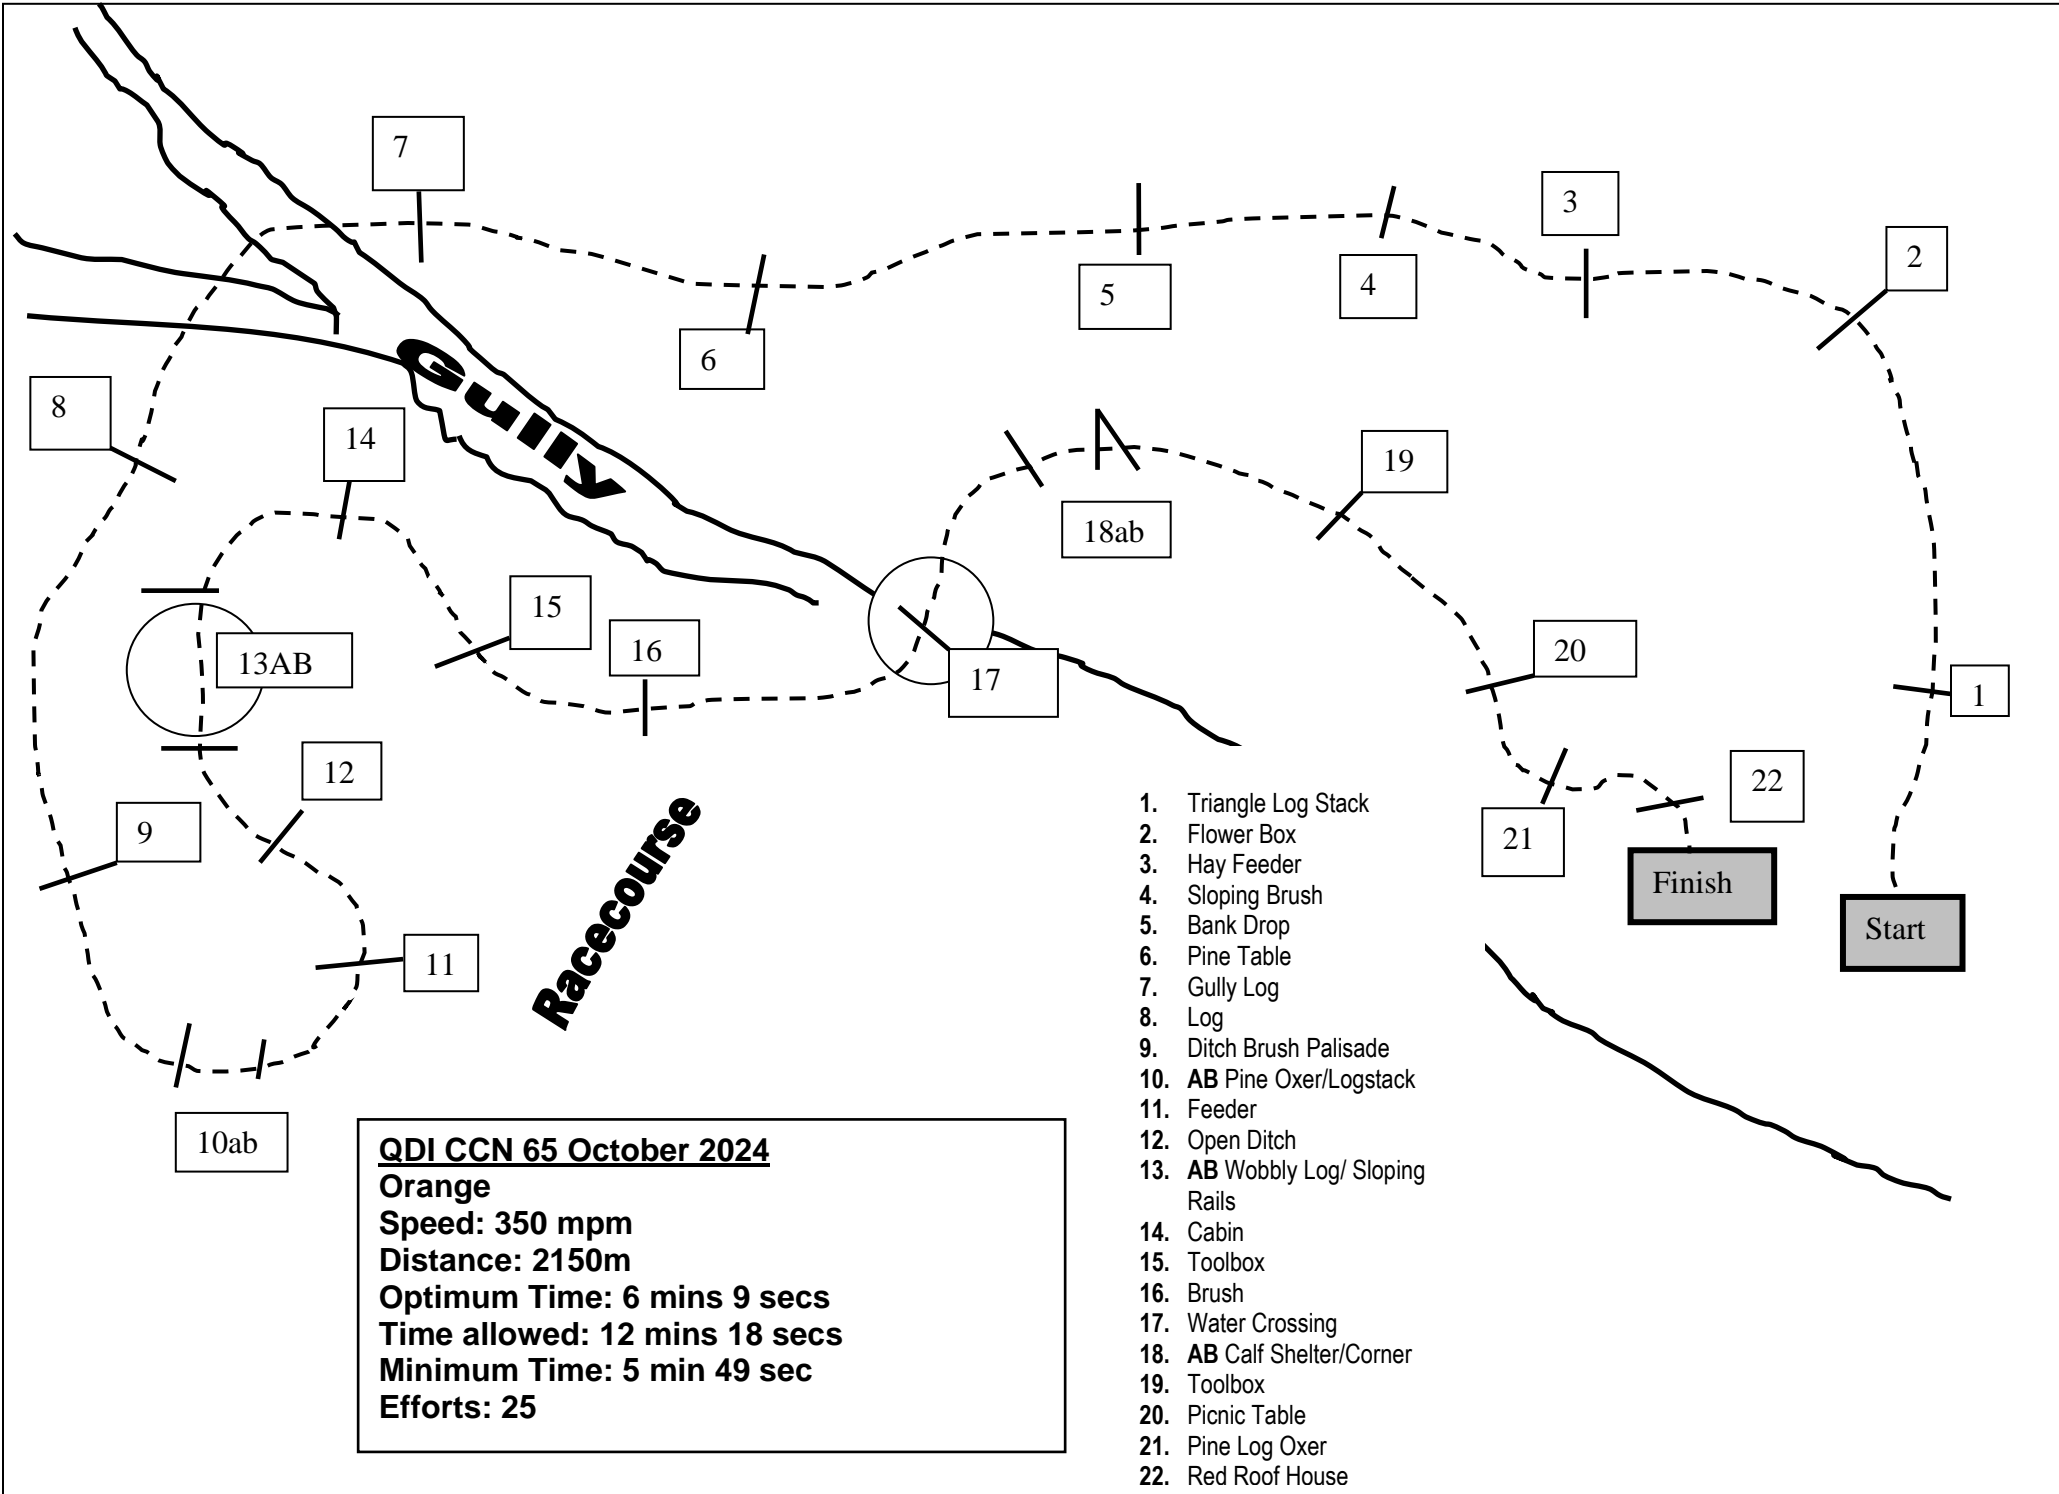 7
3
2
5
4
6
Gully
8
14
19
18ab
15
16
13AB
20
17
1
12
22
9
21
Finish
Start
11
Racecourse
10ab
1. Triangle Log Stack
2. Flower Box
3. Hay Feeder
4. Sloping Brush
5. Bank Drop
6. Pine Table
7. Gully Log
8. Log
9. Ditch Brush Palisade
10. AB Pine Oxer/Logstack
11. Feeder
12. Open Ditch
13. AB Wobbly Log/ Sloping
Rails
14. Cabin
15. Toolbox
16. Brush
17. Water Crossing
18. AB Calf Shelter/Corner
19. Toolbox
20. Picnic Table
21. Pine Log Oxer
22. Red Roof House
QDI CCN 65 October 2024
Orange
Speed: 350 mpm
Distance: 2150m
Optimum Time: 6 mins 9 secs
Time allowed: 12 mins 18 secs
Minimum Time: 5 min 49 sec
Efforts: 25